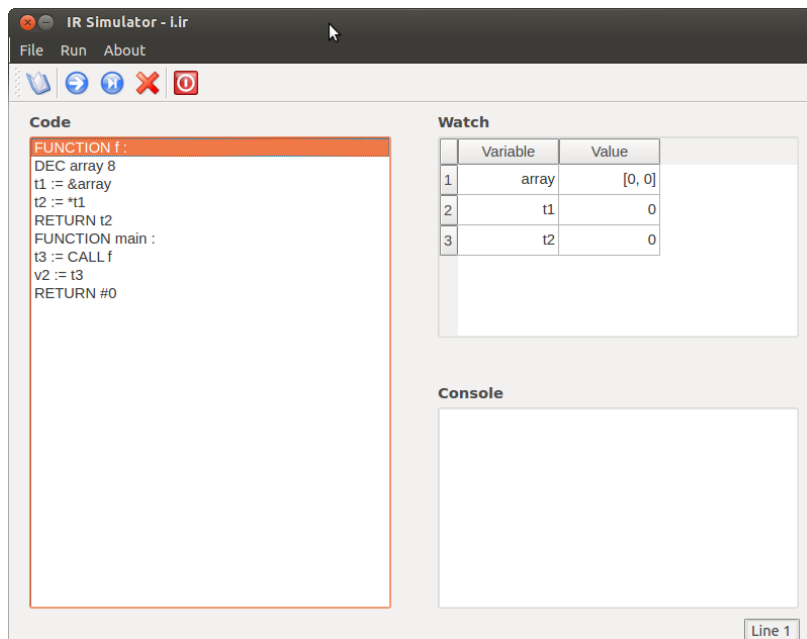 IR Simulator - i.ir
File Run About
Code
FUNCTION f :
DEC array 8
t1 := &array
t2 := *t1
RETURN t2
FUNCTION main :
t3 := CALL f
v2 := t3
RETURN #0
Watch
Variable Value
1 array [0, 0]
2 t1 0
3 t2 0
Console
Line 1